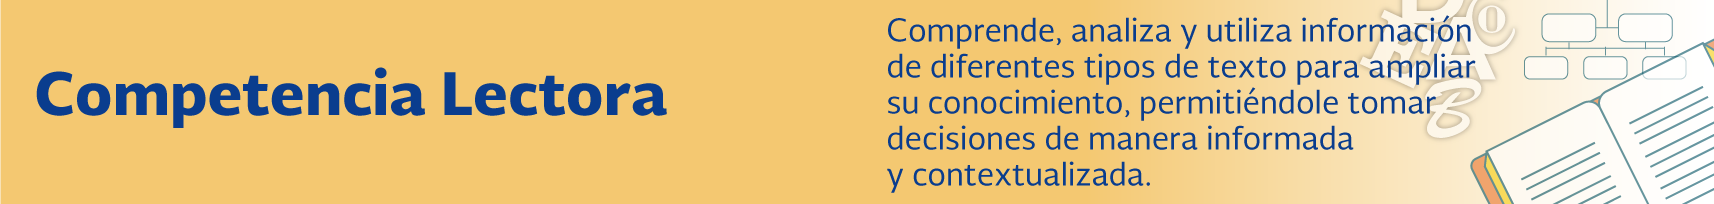 Competencia Lectora
Comprende, analiza y utiliza información
de diferentes tipos de texto para ampliar
su conocimiento, permitiéndole tomar
decisiones de manera informada
y contextualizada.